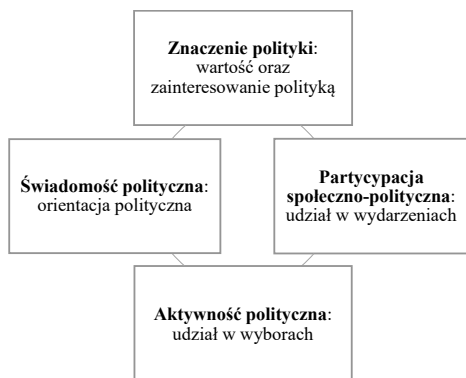 Znaczenie polityki:
wartość oraz
zainteresowanie polityką
Świadomość polityczna:
orientacja polityczna
Partycypacja
społeczno-polityczna:
udział w wydarzeniach
Aktywność polityczna:
udział w wyborach